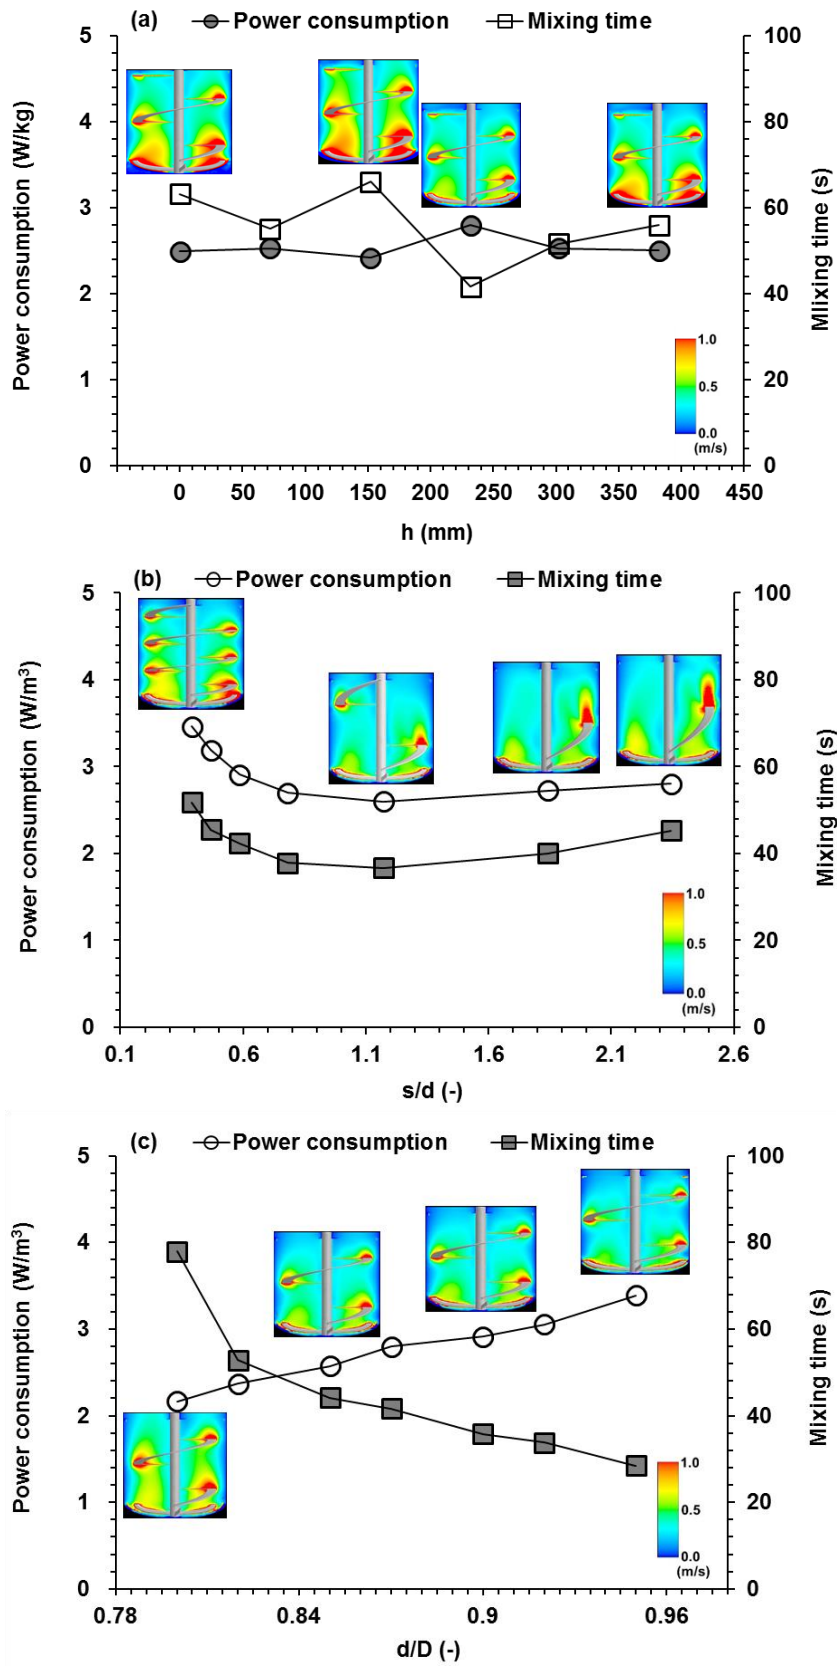 (a) Power consumption Mixing time
Power consumption (W/kg)
5
4
3
2
1
0
100
80
60
40
20
0
Mlixing time (s)
1.0
0.5
0.0
(m/s)
0 50 100 150 200 250 300 350 400 450
h (mm)
(b) Power consumption Mixing time
Power consumption (W/m³)
5
4
3
2
1
0
100
80
60
40
20
0
Mixing time (s)
1.0
0.5
0.0
(m/s)
0.1 0.6 1.1 1.6 2.1 2.6
s/d (-)
(c) Power consumption Mixing time
Power consumption (W/m³)
5
4
3
2
1
0
100
80
60
40
20
0
Mixing time (s)
1.0
0.5
0.0
(m/s)
0.78 0.84 0.9 0.96
d/D (-)